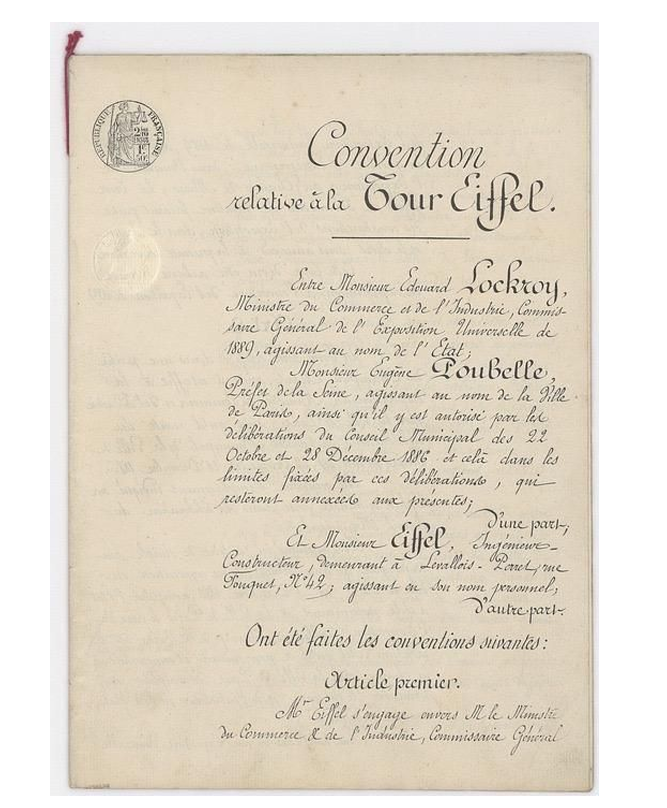 RÉPUBLIQUE FRANÇAISE
Convention
relative à la Tour Eiffel.
Entre Monsieur Edouard Lockroy,
Ministre du Commerce et de l'Industrie, Commis-
saire Général de l'Exposition Universelle de
1889, agissant au nom de l'Etat;
Monsieur Eugène Poubelle,
Préfet de la Seine, agissant au nom de la Ville
de Paris, ainsi qu'il y est autorisé par les
délibérations du Conseil Municipal des 22
Octobre et 28 Décembre 1886 et celà dans les
limites fixées par ces délibérations, qui
resteront annexées aux présentes;
D'une part;
Et Monsieur Eiffel, Ingénieur-
Constructeur, demeurant à Levallois-Perret, rue
Fouquet, N° 42; agissant en son nom personnel;
D'autre part.
Ont été faites les conventions suivantes:
Article premier.
Mr Eiffel s'engage envers M le Ministre
du Commerce & de l'Industrie, Commissaire Général